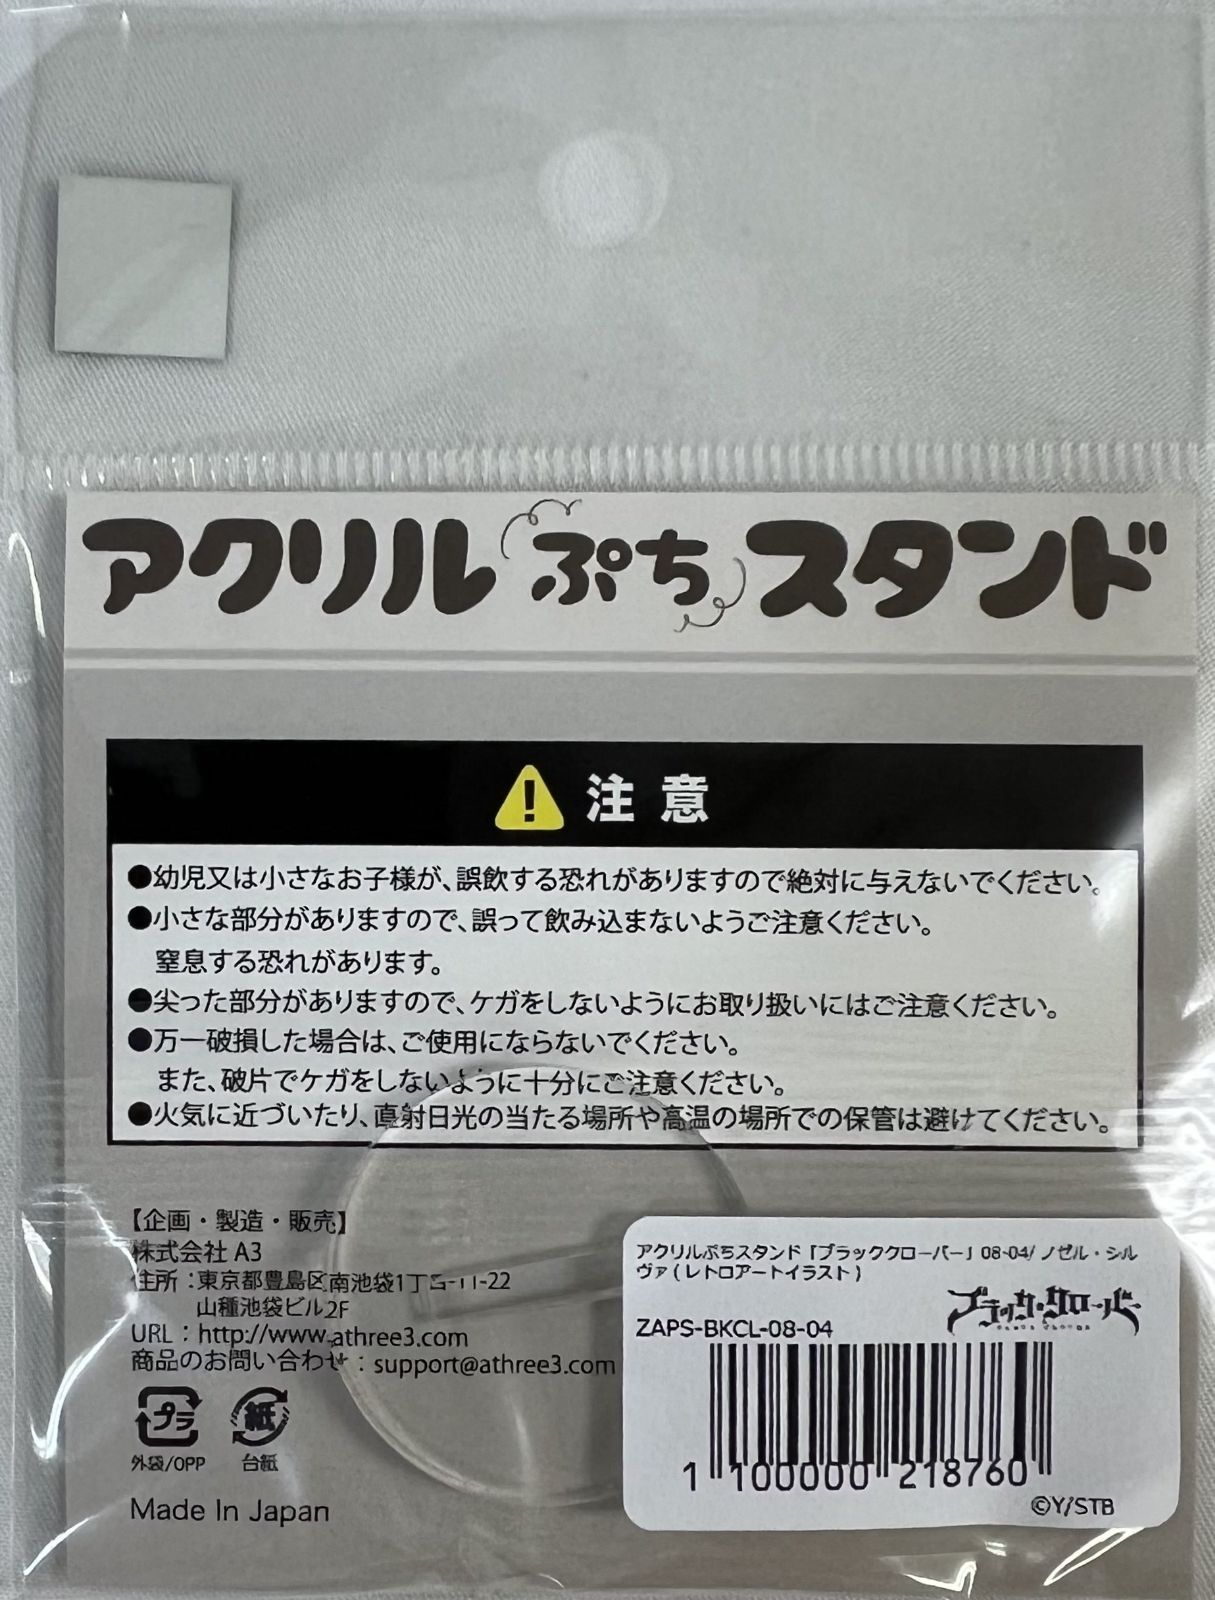 アクリルぷちスタンド
注意
●幼児又は小さなお子様が、誤飲する恐れがありますので絶対に与えないでください。
●小さな部分がありますので、誤って飲み込まないようご注意ください。
窒息する恐れがあります。
●尖った部分がありますので、ケガをしないようにお取り扱いにはご注意ください。
●万一破損した場合は、ご使用にならないでください。
また、破片でケガをしないように十分にご注意ください。
●火気に近づいたり、直射日光の当たる場所や高温の場所での保管は避けてください。
【企画・製造・販売】
株式会社 A3
住所：東京都豊島区南池袋1丁目-11-22
山種池袋ビル2F
URL：http://www.athree3.com
商品のお問い合わせ：support@athree3.com
プラ 紙
外袋/OPP 台紙
Made In Japan
アクリルぷちスタンド「ブラッククローバー」08-04/ ノゼル・シル
ヴァ(レトロアートイラスト)
ブラッククローバー
ZAPS-BKCL-08-04
1 100000 218760
©Y/STB